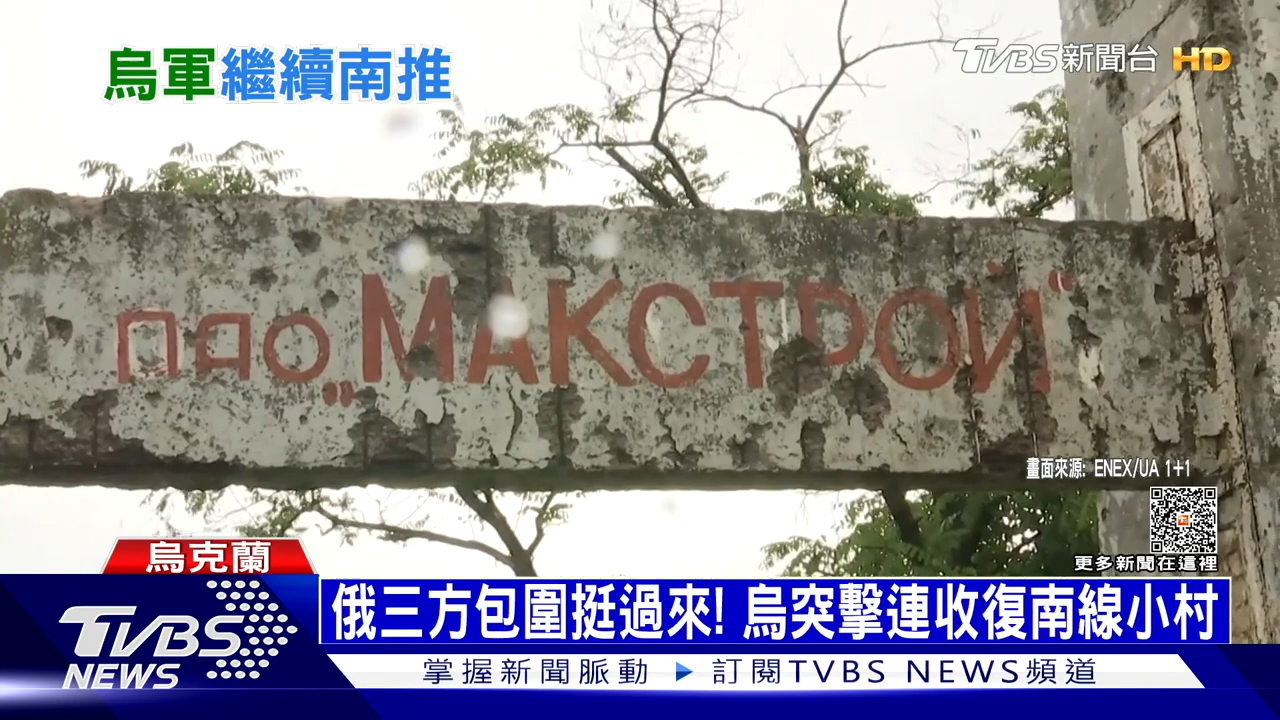 烏軍繼續南推
TVBS新聞台 HD
ПАО „МАКСТРОЙ“
畫面來源: ENEX/UA 1+1
更多新聞在這裡
烏克蘭
俄三方包圍挺過來! 烏突擊連收復南線小村
TVBS NEWS
掌握新聞脈動 ▶ 訂閱TVBS NEWS頻道